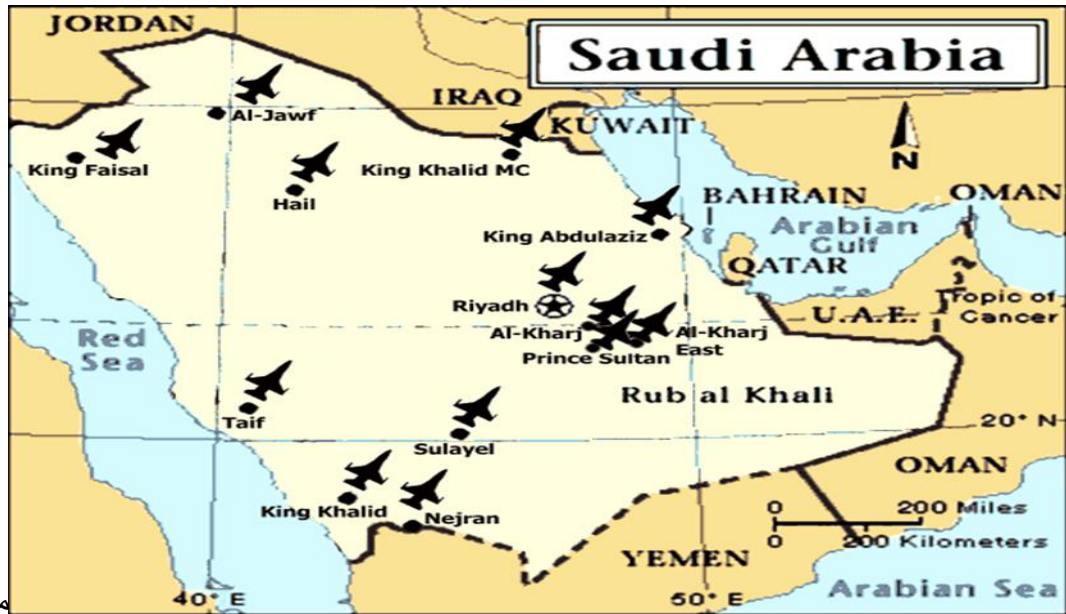 JORDAN
Saudi Arabia
IRAQ
KUWAIT
Al-Jawf
N
King Faisal
King Khalid MC
Hail
BAHRAIN
OMAN
Arabian
Gulf
King Abdulaziz
QATAR
Riyadh
Tropic of
Cancer
U.A.E.
Al-Kharj
Al-Kharj
East
Prince Sultan
Red
Sea
Rub al Khali
Taif
20° N
Sulayel
OMAN
King Khalid
Nejran
0 200 Miles
0 200 Kilometers
YEMEN
Arabian Sea
40° E
50° E